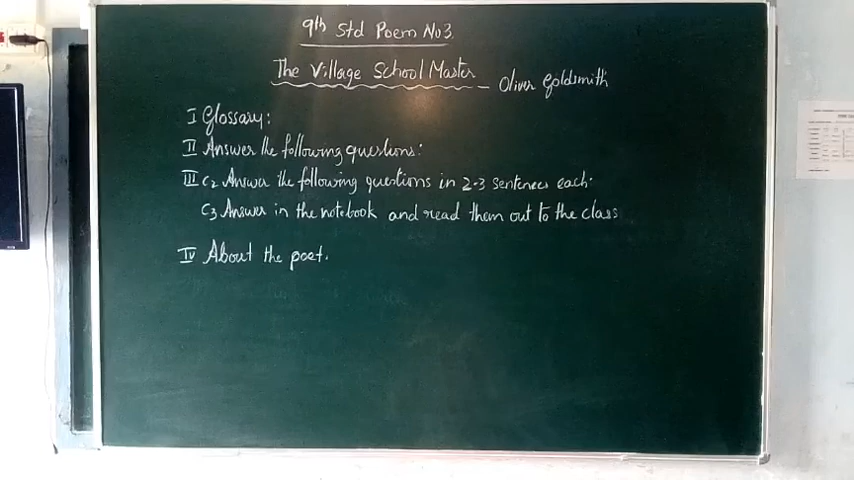 9th Std Poem No 3.
The Village School Master - Oliver Goldsmith
I Glossary:
II Answer the following questions:
III C2 Answer the following questions in 2-3 sentences each:
C3 Answer in the notebook and read them out to the class
IV About the poet.